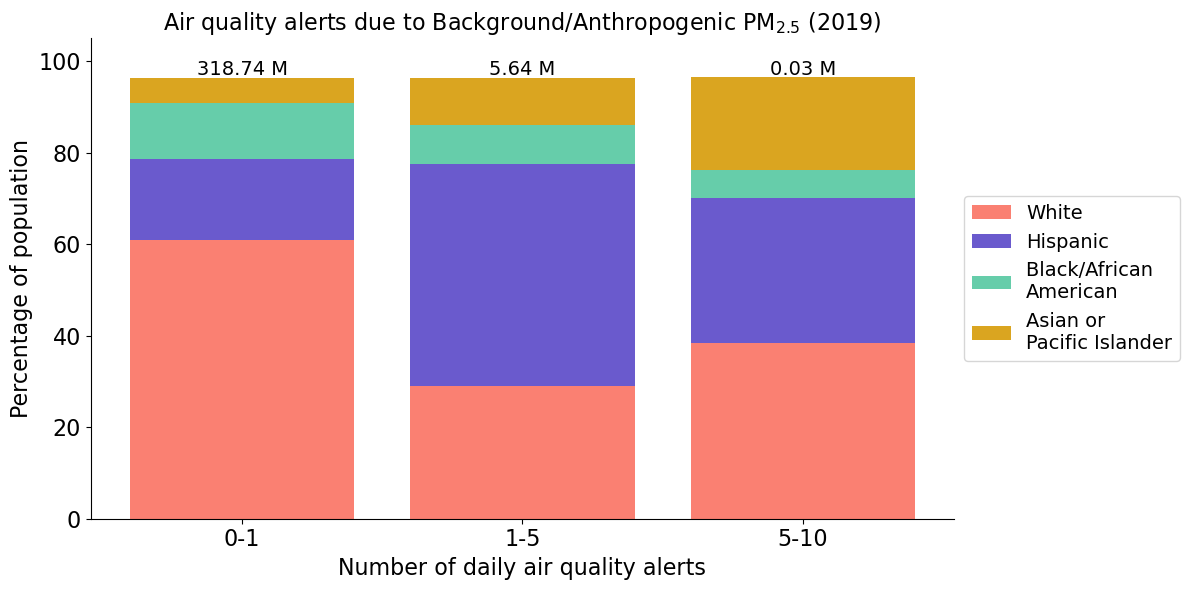 Air quality alerts due to Background/Anthropogenic PM2.5 (2019)
318.74 M
5.64 M
0.03 M
100
80
60
40
20
0
Percentage of population
0-1
1-5
5-10
Number of daily air quality alerts
White
Hispanic
Black/African
American
Asian or
Pacific Islander